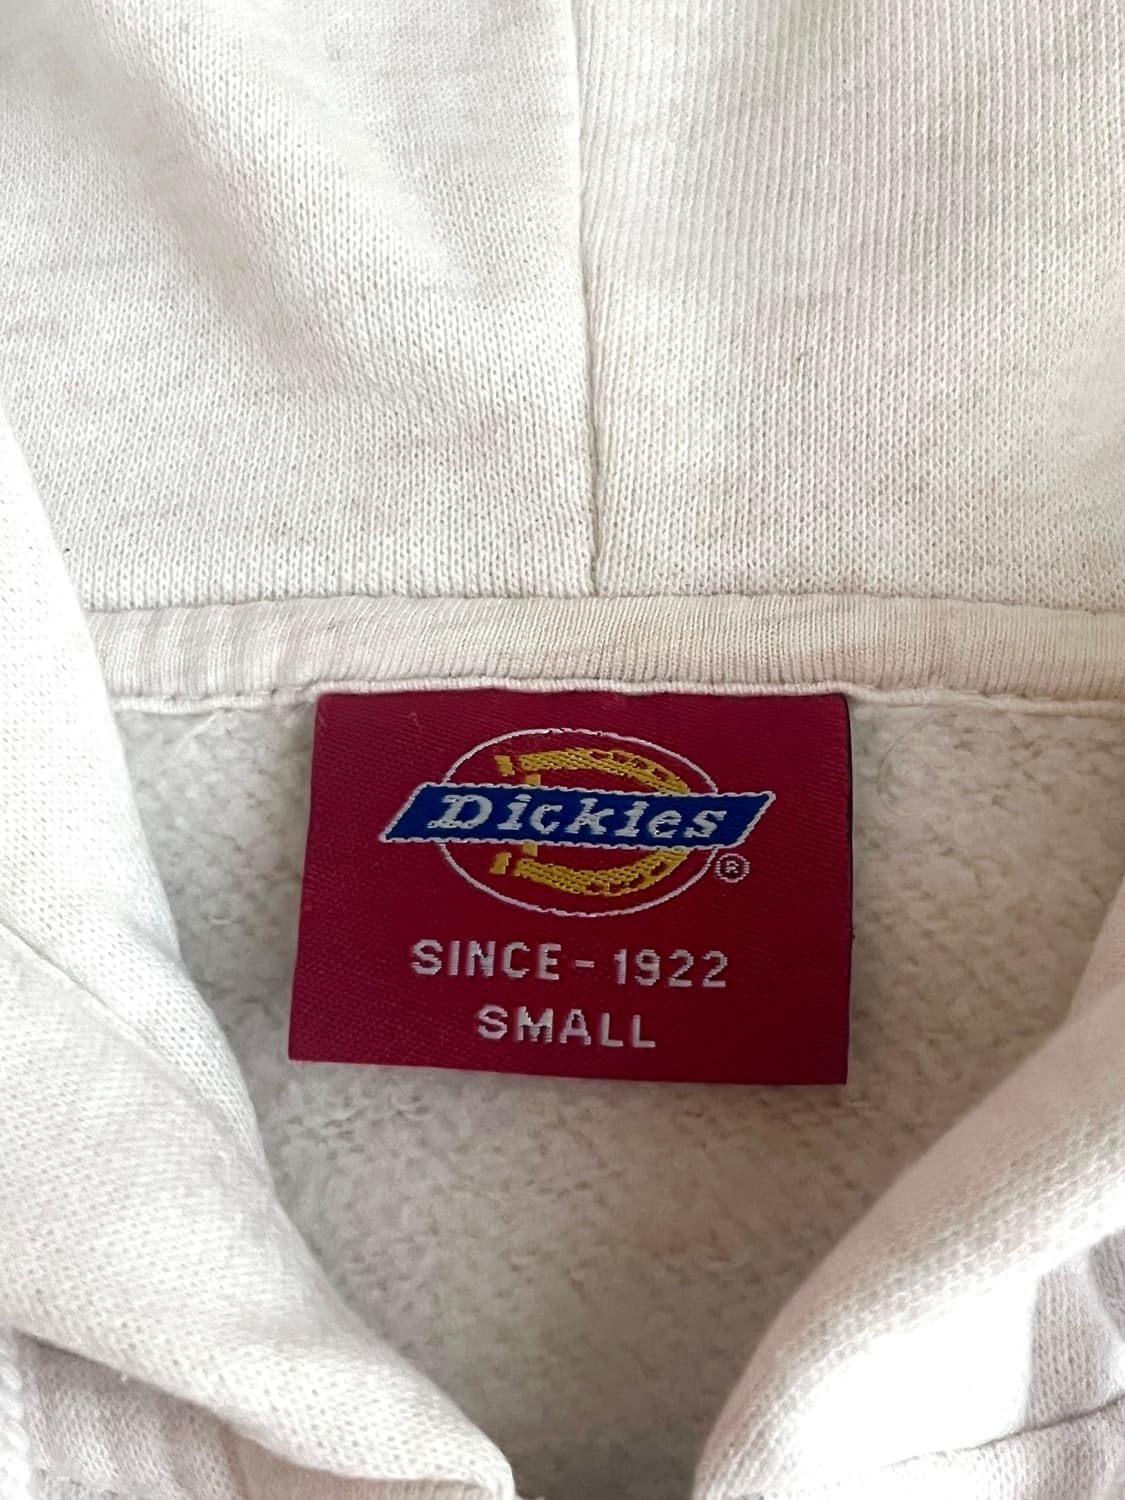 Dickies
®
SINCE - 1922
SMALL